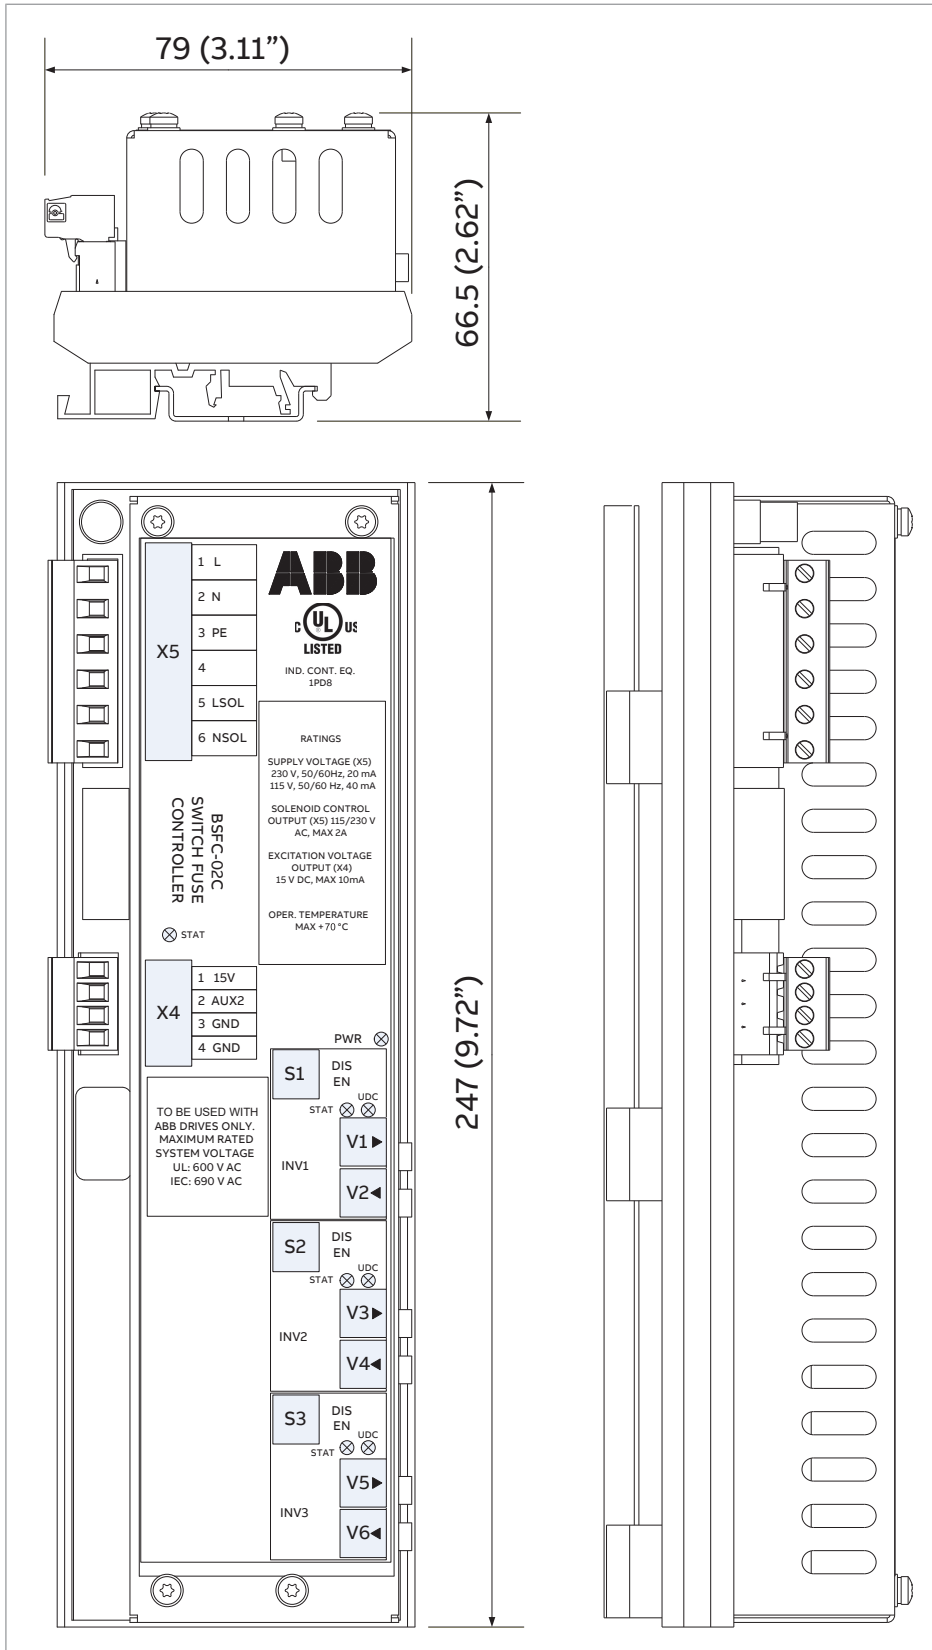 79 (3.11”)
66.5 (2.62”)
247 (9.72”)
X5
1 L
2 N
3 PE
4
5 LSOL
6 NSOL
ABB
C UL US
®
LISTED
IND. CONT. EQ.
1PD8
RATINGS
SUPPLY VOLTAGE (X5)
230 V, 50/60Hz, 20 mA
115 V, 50/60 Hz, 40 mA
SOLENOID CONTROL
OUTPUT (X5) 115/230 V
AC, MAX 2A
EXCITATION VOLTAGE
OUTPUT (X4)
15 V DC, MAX 10mA
OPER. TEMPERATURE
MAX +70 °C
BSFC-02C
SWITCH FUSE
CONTROLLER
STAT
X4
1 15V
2 AUX2
3 GND
4 GND
PWR
TO BE USED WITH
ABB DRIVES ONLY.
MAXIMUM RATED
SYSTEM VOLTAGE
UL: 600 V AC
IEC: 690 V AC
S1
DIS
EN
UDC
STAT
V1
INV1
V2
S2
DIS
EN
UDC
STAT
V3
INV2
V4
S3
DIS
EN
UDC
STAT
V5
INV3
V6